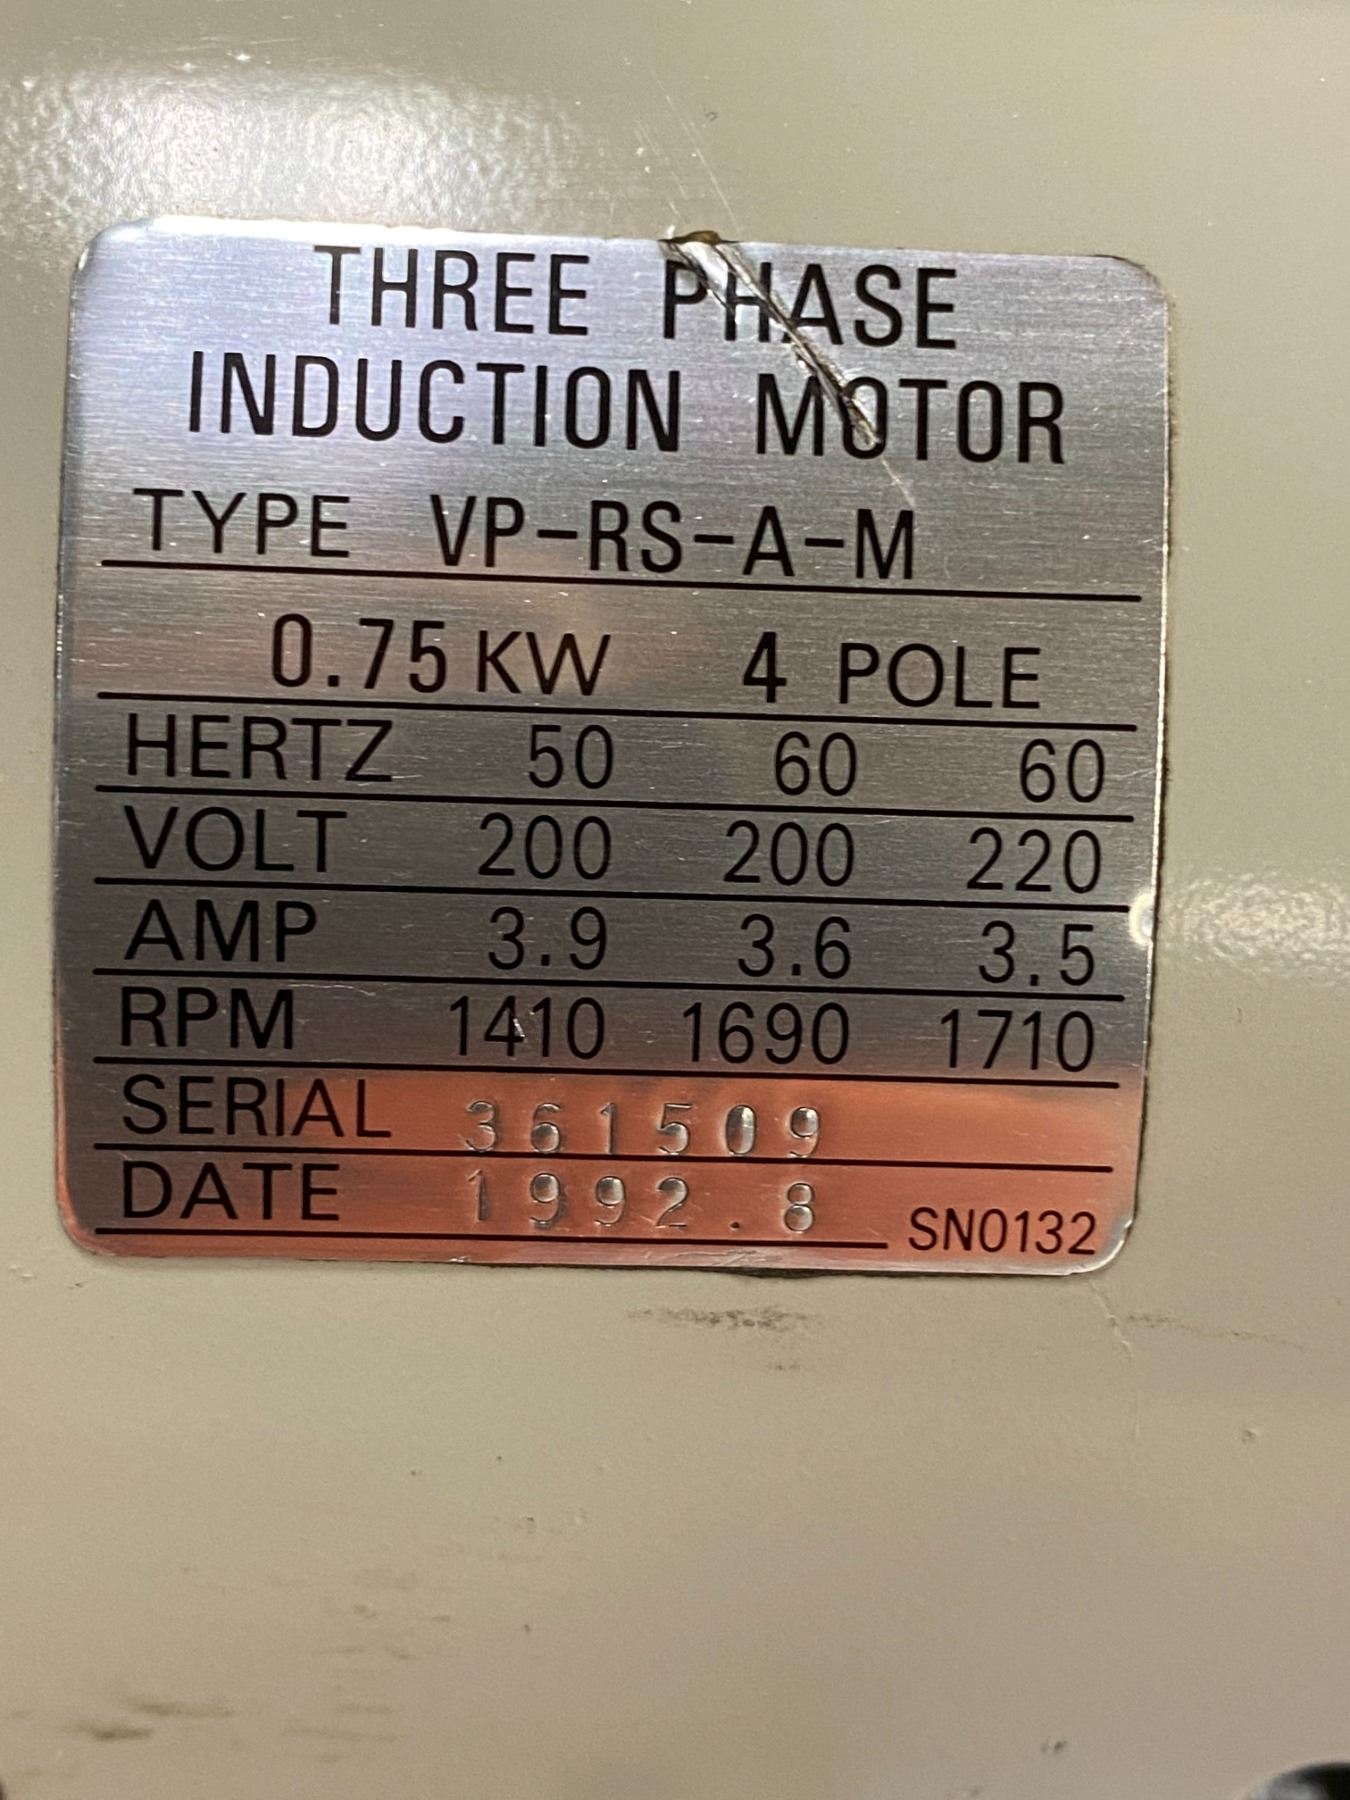 THREE PHASE
INDUCTION MOTOR
TYPE VP-RS-A-M
0.75 KW 4 POLE
HERTZ 50 60 60
VOLT 200 200 220
AMP 3.9 3.6 3.5
RPM 1410 1690 1710
SERIAL 361509
DATE 1992.8 SN0132